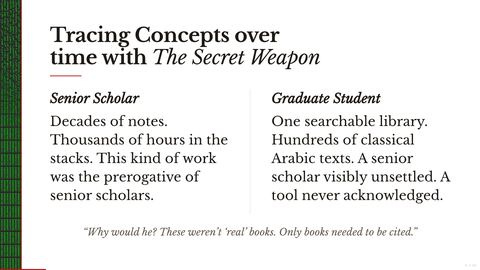 Tracing Concepts over
time with The Secret Weapon
Senior Scholar
Decades of notes.
Thousands of hours in the
stacks. This kind of work
was the prerogative of
senior scholars.
Graduate Student
One searchable library.
Hundreds of classical
Arabic texts. A senior
scholar visibly unsettled. A
tool never acknowledged.
“Why would he? These weren’t ‘real’ books. Only books needed to be cited.”